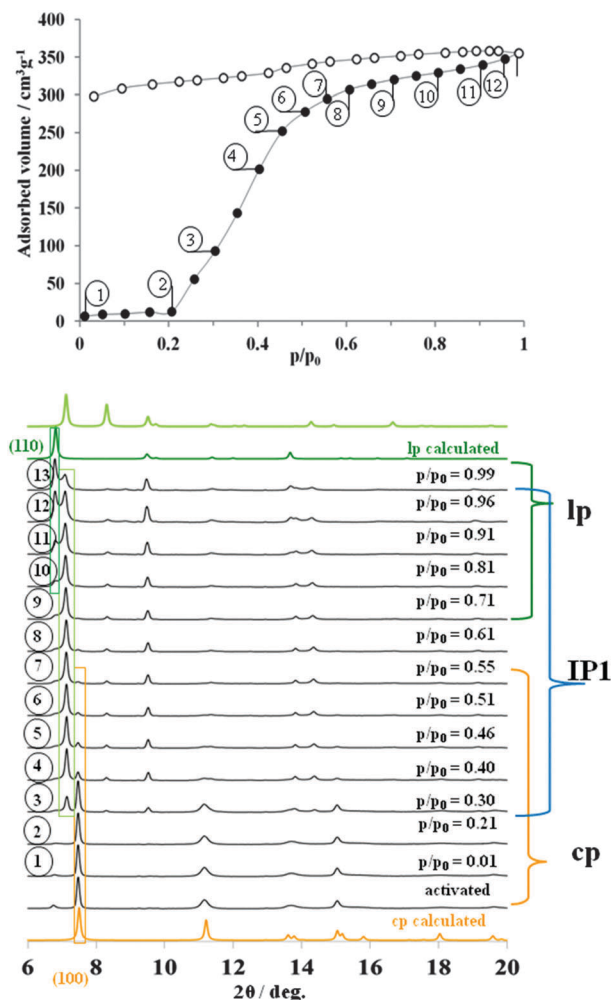 400
350
300
250
200
150
100
50
0
Adsorbed volume / cm³g⁻¹
1
2
3
4
5
6
7
8
9
10
11
12
0 0.2 0.4 0.6 0.8 1
p/p₀
(110) lp calculated
13 p/p₀ = 0.99
12 p/p₀ = 0.96
11 p/p₀ = 0.91
10 p/p₀ = 0.81
9 p/p₀ = 0.71
8 p/p₀ = 0.61
7 p/p₀ = 0.55
6 p/p₀ = 0.51
5 p/p₀ = 0.46
4 p/p₀ = 0.40
3 p/p₀ = 0.30
2 p/p₀ = 0.21
1 p/p₀ = 0.01
activated
cp calculated
lp
IP1
cp
6 8 10 12 14 16 18 20
(100)
2θ / deg.